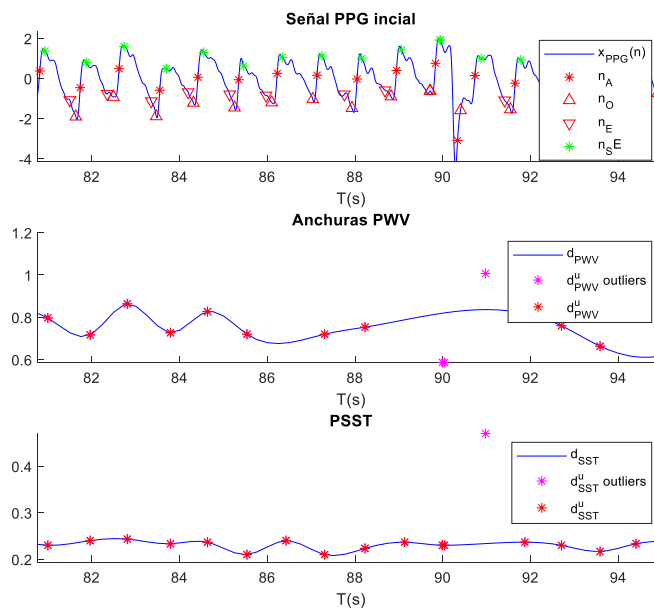 Señal PPG incial
2
0
-2
-4
82 84 86 88 90 92 94
T(s)
x_PPG(n)
n_A
n_O
n_E
n_SE
Anchuras PWV
1.2
1
0.8
0.6
82 84 86 88 90 92 94
T(s)
d_PWV
d^u_PWV outliers
d^u_PWV
PSST
0.4
0.3
0.2
82 84 86 88 90 92 94
T(s)
d_SST
d^u_SST outliers
d^u_SST